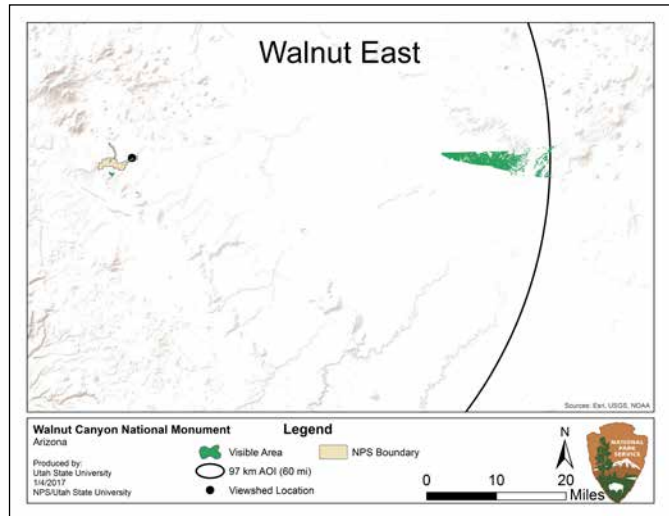 Walnut East
Sources: Esri, USGS, NOAA
Walnut Canyon National Monument
Arizona
Produced by:
Utah State University
1/4/2017
NPS/Utah State University
Legend
Visible Area
NPS Boundary
97 km AOI (60 mi)
Viewshed Location
N
0 10 20
Miles
NATIONAL
PARK
SERVICE